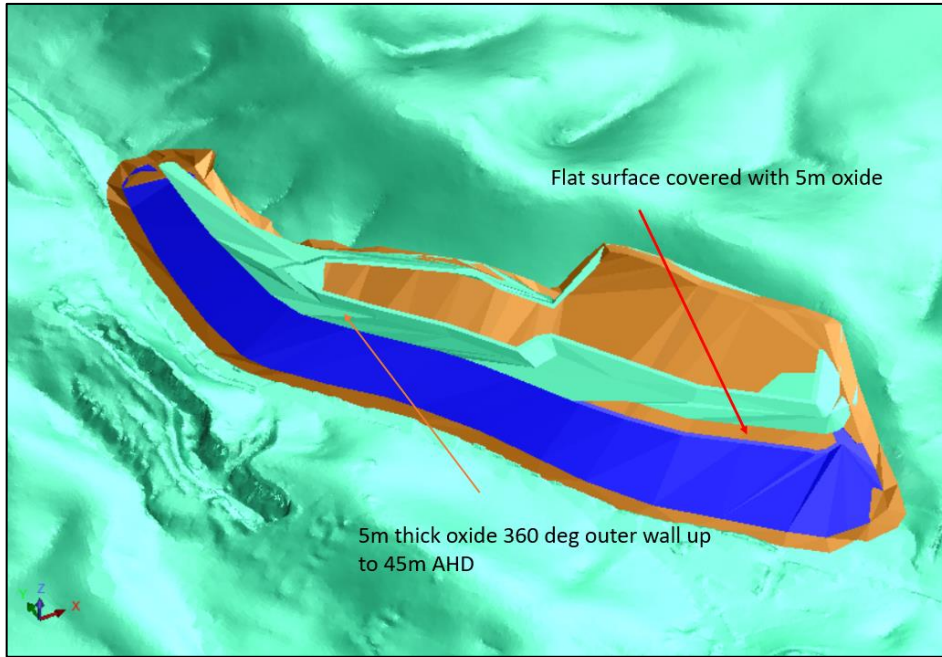 Flat surface covered with 5m oxide
5m thick oxide 360 deg outer wall up
to 45m AHD
Z
Y
X